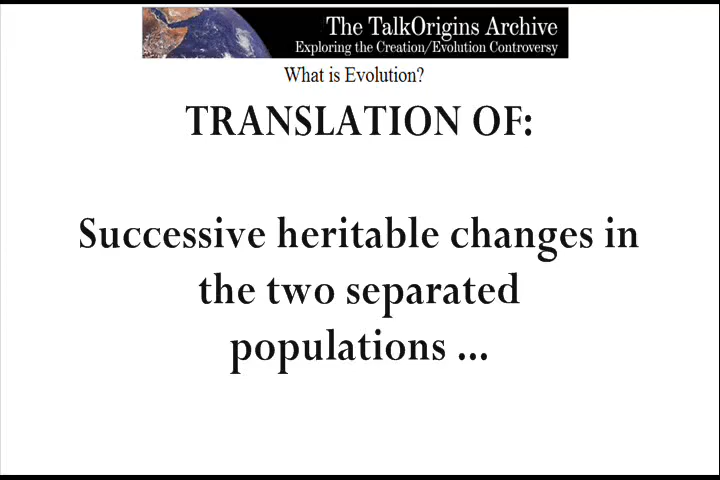 The TalkOrigins Archive
Exploring the Creation/Evolution Controversy
What is Evolution?
TRANSLATION OF:
Successive heritable changes in
the two separated
populations ...